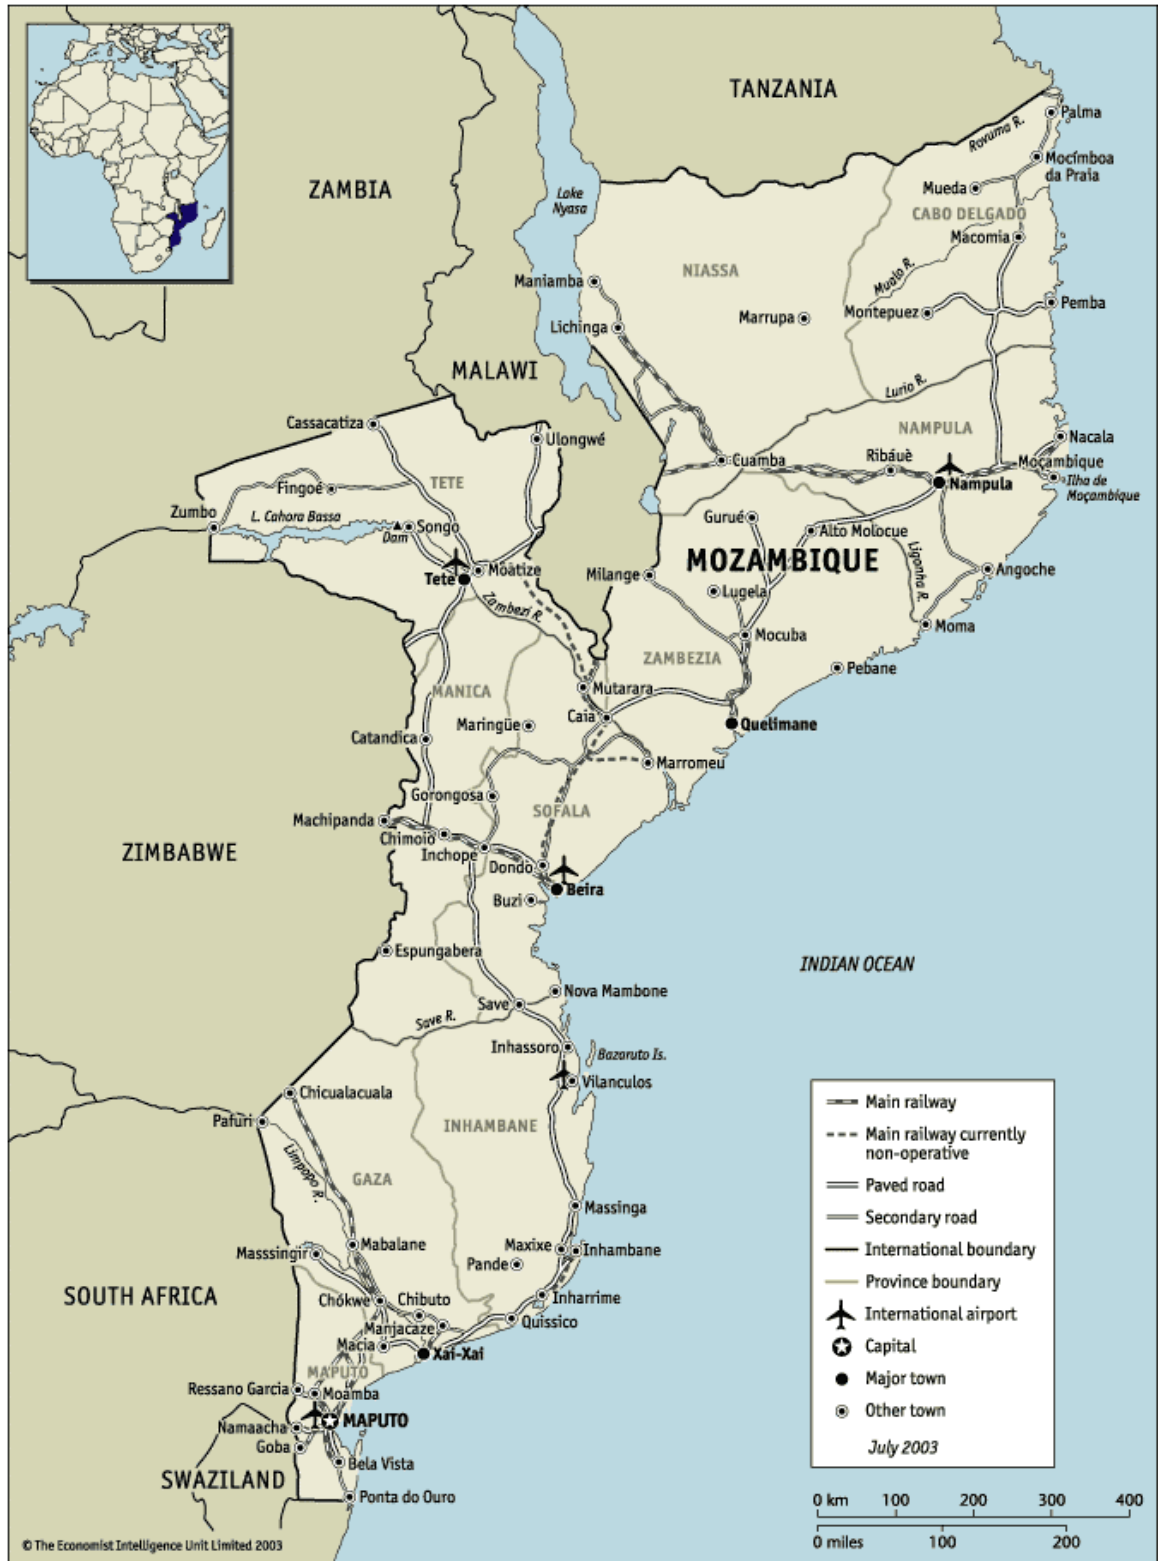 TANZANIA
Palma
Rovuma R.
Mocímboa
da Praia
ZAMBIA
Lake
Nyasa
Mueda
CABO DELGADO
Macomia
NIASSA
Mualo R.
Maniamba
Pemba
Montepuez
Marrupa
Lichinga
MALAWI
Lurio R.
Cassacatiza
NAMPULA
Nacala
Ulongwé
Cuamba
Ribáuè
Moçambique
TETE
Nampula
Ilha de
Moçambique
Fingoé
Zumbo
L. Cahora Bassa
Songo
Dam
Gurué
Alto Molocue
MOZAMBIQUE
Ligonha R.
Moatize
Tete
Milange
Angoche
Lugela
Zambezi R.
Moma
Mocuba
ZAMBEZIA
Pebane
MANICA
Mutarara
Caia
Maringüe
Quelimane
Catandica
Marromeu
Gorongosa
SOFALA
Machipanda
Chimoio
Inchope
ZIMBABWE
Dondo
Beira
Buzi
Espungabera
INDIAN OCEAN
Nova Mambone
Save
Save R.
Inhassoro
Bazaruto Is.
Vilanculos
Chicualacuala
Pafuri
INHAMBANE
Limpopo R.
GAZA
Massinga
Mabalane
Masssingir
Maxixe
Inhambane
Pande
SOUTH AFRICA
Chókwe
Chibuto
Inharrime
Manjacaze
Quissico
Macia
Xai-Xai
MAPUTO
Ressano Garcia
Moamba
MAPUTO
Namaacha
Goba
Bela Vista
SWAZILAND
Ponta do Ouro
Main railway
Main railway currently
non-operative
Paved road
Secondary road
International boundary
Province boundary
International airport
Capital
Major town
Other town
July 2003
0 km 100 200 300 400
0 miles 100 200
© The Economist Intelligence Unit Limited 2003